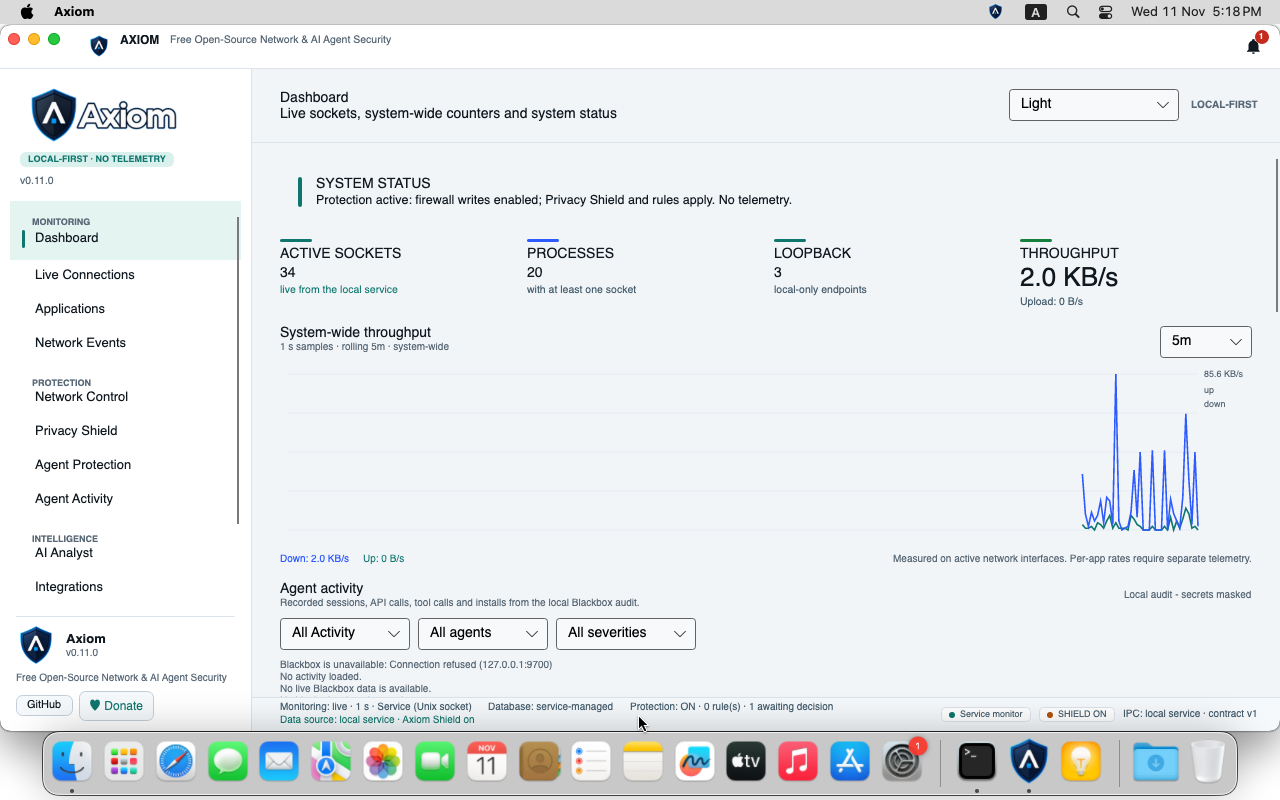 Axiom
A
Wed 11 Nov 5:18 PM
AXIOM
Free Open-Source Network & AI Agent Security
1
Axiom
LOCAL-FIRST · NO TELEMETRY
v0.11.0
MONITORING
Dashboard
Live Connections
Applications
Network Events
PROTECTION
Network Control
Privacy Shield
Agent Protection
Agent Activity
INTELLIGENCE
AI Analyst
Integrations
Axiom
v0.11.0
Free Open-Source Network & AI Agent Security
GitHub
Donate
Dashboard
Live sockets, system-wide counters and system status
Light
LOCAL-FIRST
SYSTEM STATUS
Protection active: firewall writes enabled; Privacy Shield and rules apply. No telemetry.
ACTIVE SOCKETS
34
live from the local service
PROCESSES
20
with at least one socket
LOOPBACK
3
local-only endpoints
THROUGHPUT
2.0 KB/s
Upload: 0 B/s
System-wide throughput
1 s samples · rolling 5m · system-wide
5m
85.6 KB/s
up
down
Down: 2.0 KB/s
Up: 0 B/s
Measured on active network interfaces. Per-app rates require separate telemetry.
Agent activity
Recorded sessions, API calls, tool calls and installs from the local Blackbox audit.
Local audit - secrets masked
All Activity
All agents
All severities
Blackbox is unavailable: Connection refused (127.0.0.1:9700)
No activity loaded.
No live Blackbox data is available.
Monitoring: live · 1 s · Service (Unix socket)
Database: service-managed
Protection: ON · 0 rule(s) · 1 awaiting decision
Data source: local service · Axiom Shield on
Service monitor
SHIELD ON
IPC: local service · contract v1
NOV
11
tv
1
>_